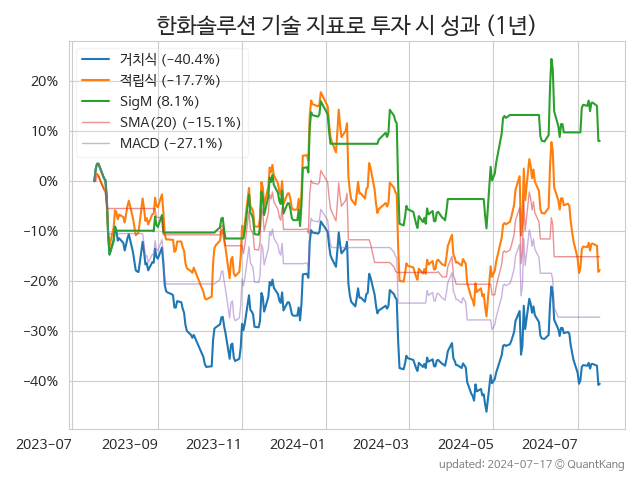 한화솔루션 기술 지표로 투자 시 성과 (1년)
거치식 (−40.4%)
적립식 (−17.7%)
SigM (8.1%)
SMA(20) (−15.1%)
MACD (−27.1%)
20%
10%
0%
−10%
−20%
−30%
−40%
2023-07 2023-09 2023-11 2024-01 2024-03 2024-05 2024-07
updated: 2024-07-17 © QuantKang